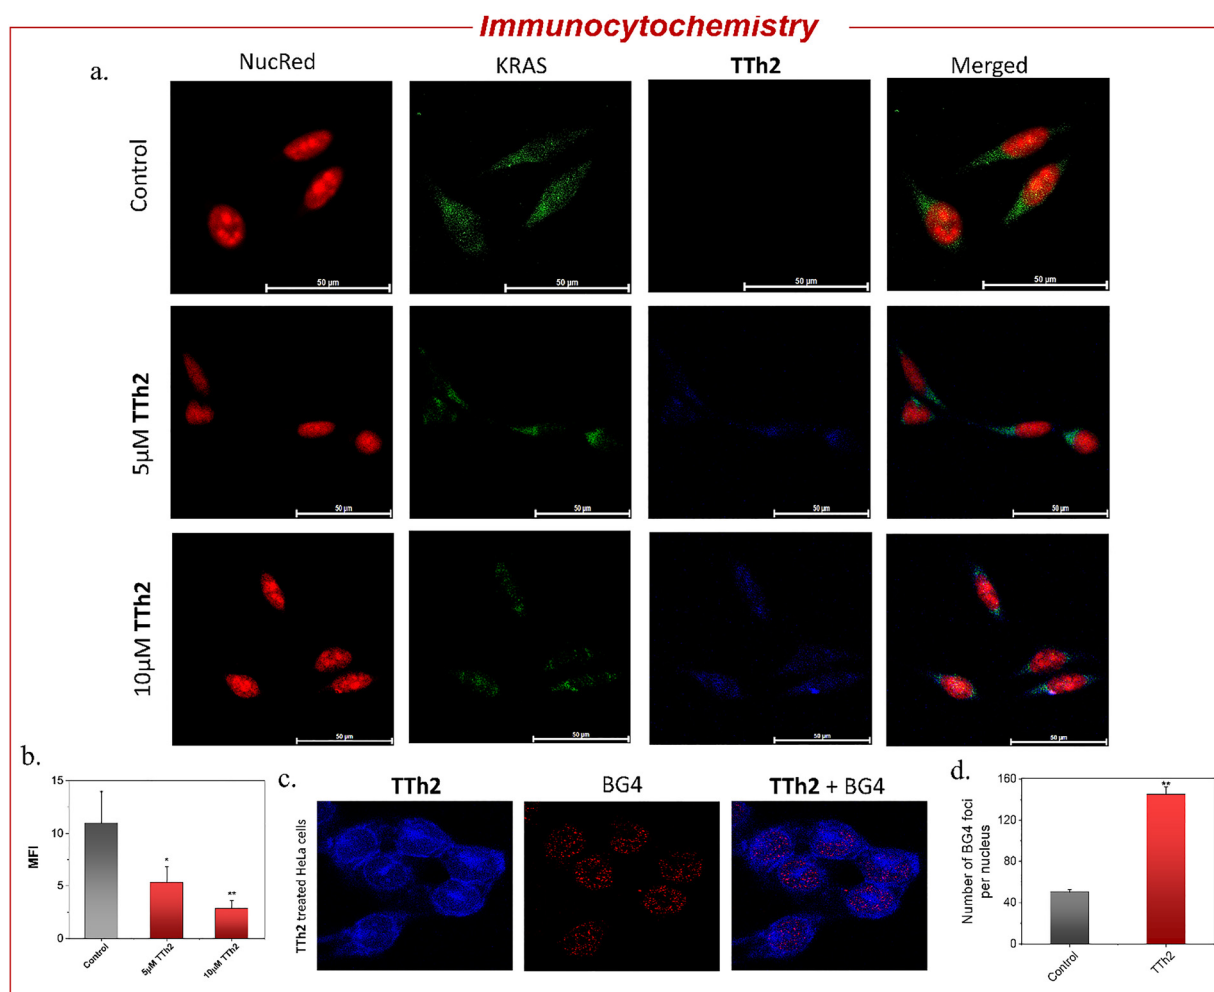 Immunocytochemistry
a.
NucRed
KRAS
TTh2
Merged
Control
50 µm
50 µm
50 µm
50 µm
5µM TTh2
50 µm
50 µm
50 µm
50 µm
10µM TTh2
50 µm
50 µm
50 µm
50 µm
b.
15
10
5
0
MFI
*
**
Control
5µM TTh2
10µM TTh2
c.
TTh2
BG4
TTh2 + BG4
TTh2 treated HeLa cells
d.
160
120
80
40
0
Number of BG4 foci
per nucleus
**
Control
TTh2